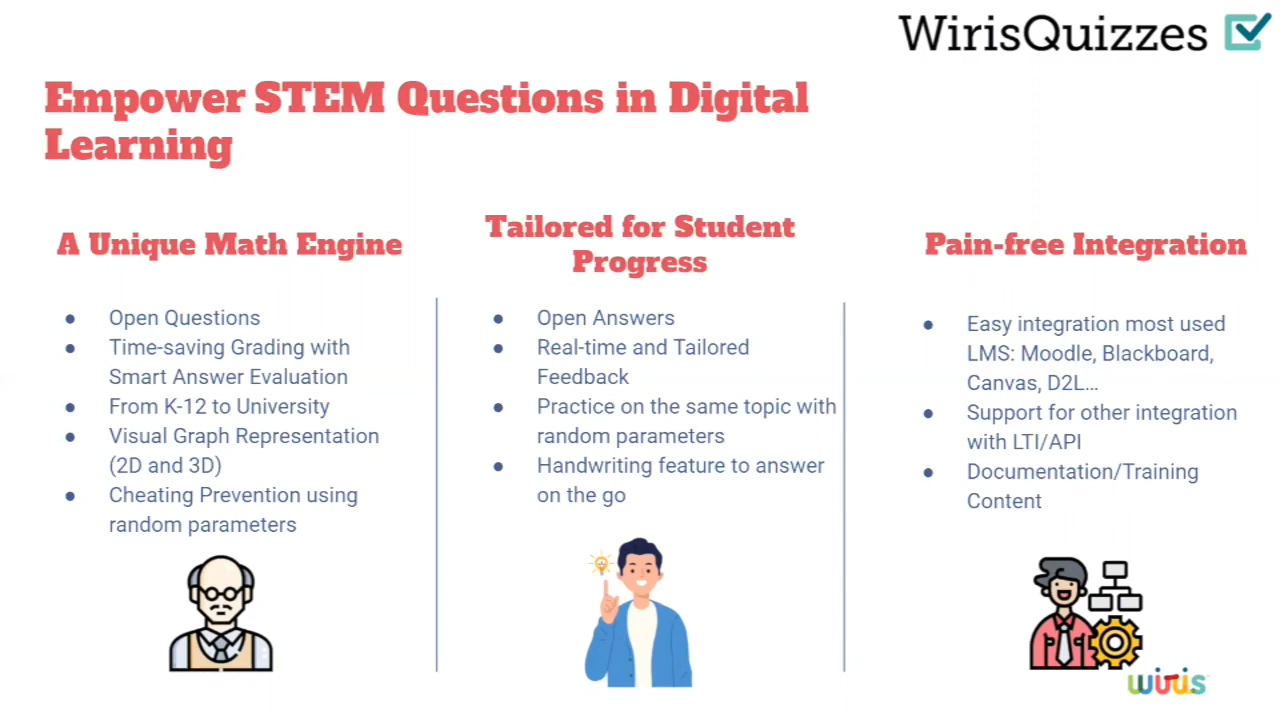 WirisQuizzes
Empower STEM Questions in Digital
Learning
A Unique Math Engine
● Open Questions
● Time-saving Grading with
Smart Answer Evaluation
● From K-12 to University
● Visual Graph Representation
(2D and 3D)
● Cheating Prevention using
random parameters
Tailored for Student
Progress
● Open Answers
● Real-time and Tailored
Feedback
● Practice on the same topic with
random parameters
● Handwriting feature to answer
on the go
Pain-free Integration
● Easy integration most used
LMS: Moodle, Blackboard,
Canvas, D2L...
● Support for other integration
with LTI/API
● Documentation/Training
Content
wiris